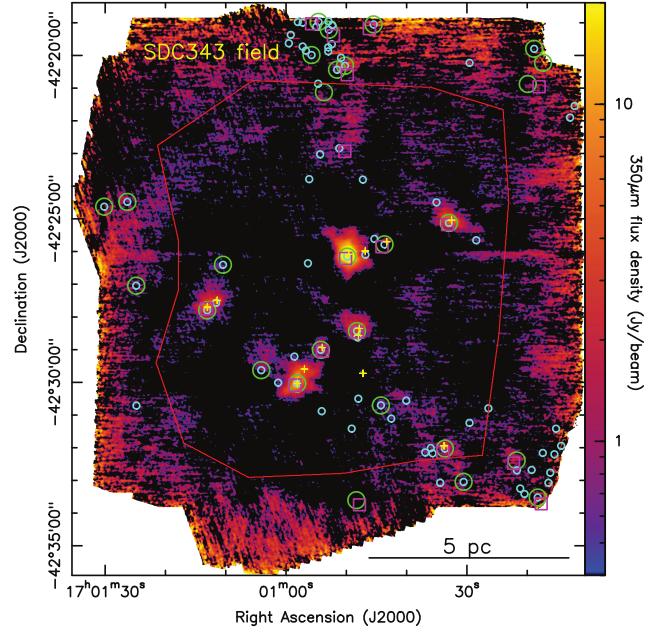 SDC343 field
−42°20′00″
−42°25′00″
−42°30′00″
−42°35′00″
Declination (J2000)
5 pc
17ʰ01ᵐ30ˢ
01ᵐ00ˢ
30ˢ
Right Ascension (J2000)
10
1
350μm flux density (Jy/beam)